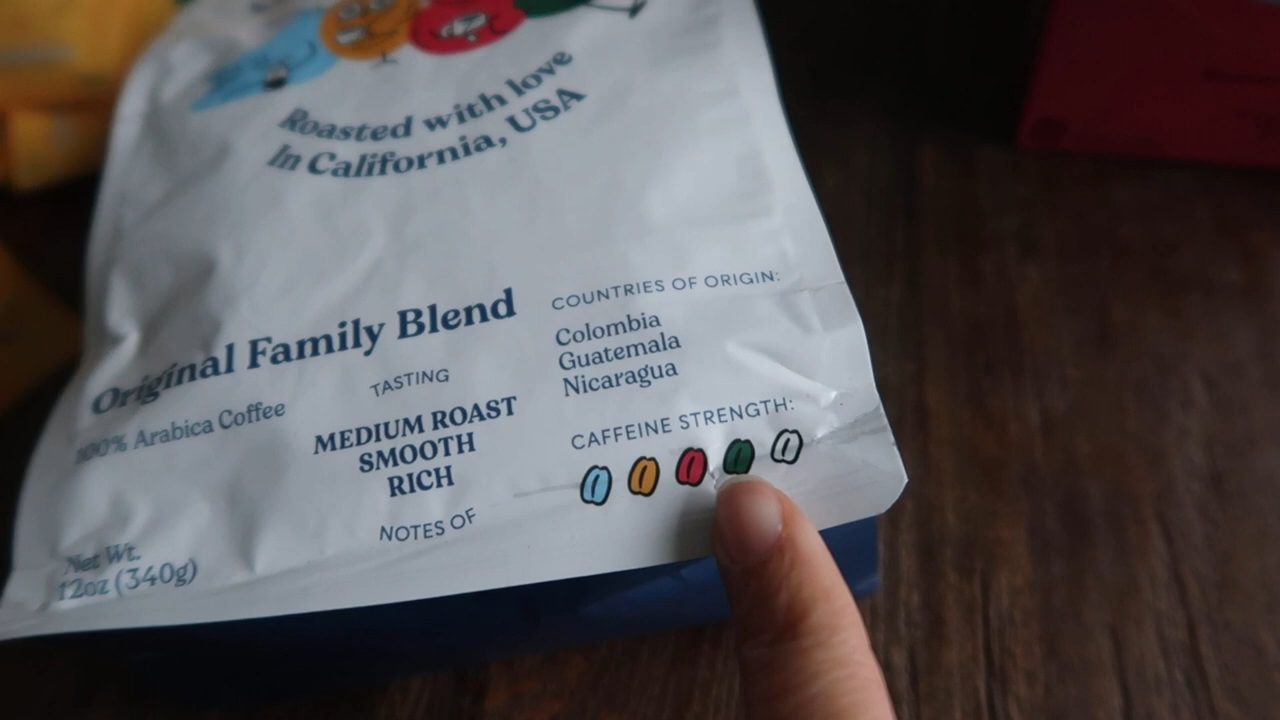 Roasted with love
In California, USA
Original Family Blend
100% Arabica Coffee
TASTING
MEDIUM ROAST
SMOOTH
RICH
NOTES OF
Net Wt.
12oz (340g)
COUNTRIES OF ORIGIN:
Colombia
Guatemala
Nicaragua
CAFFEINE STRENGTH: